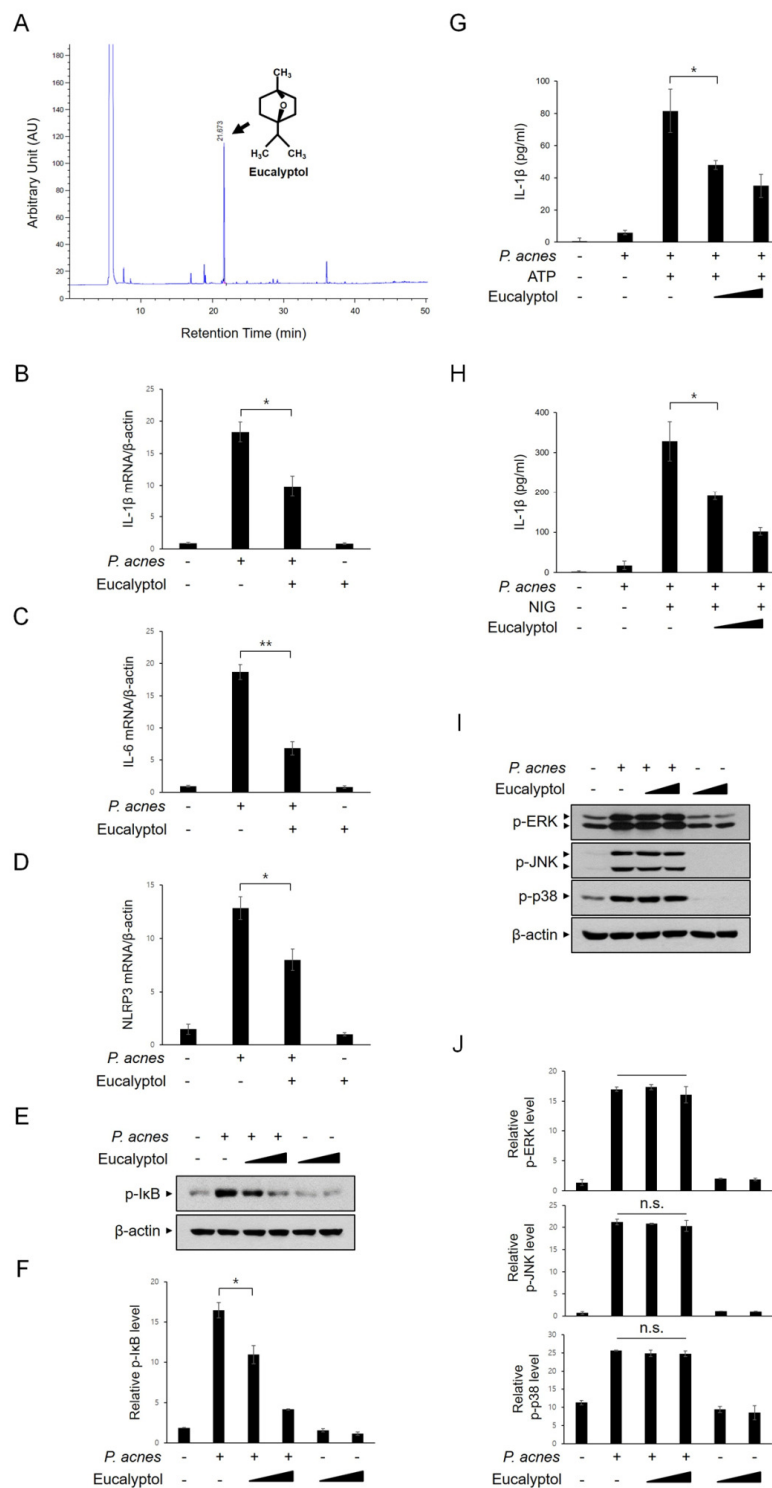 A
Arbitrary Unit (AU)
180
160
140
120
100
80
60
40
20
0
21.673
CH₃
O
H₃C CH₃
Eucalyptol
10 20 30 40 50
Retention Time (min)
B
IL-1β mRNA/β-actin
25
20
15
10
5
0
*
P. acnes - + + -
Eucalyptol - - + +
C
IL-6 mRNA/β-actin
25
20
15
10
5
0
**
P. acnes - + + -
Eucalyptol - - + +
D
NLRP3 mRNA/β-actin
15
10
5
0
*
P. acnes - + + -
Eucalyptol - - + +
E
P. acnes - + + + - -
Eucalyptol - -
p-IκB
β-actin
F
Relative p-IκB level
20
15
10
5
0
*
P. acnes - + + + - -
Eucalyptol - -
G
IL-1β (pg/ml)
100
80
60
40
20
0
*
P. acnes - + + + +
ATP - - + + +
Eucalyptol - - -
H
IL-1β (pg/ml)
400
300
200
100
0
*
P. acnes - + + + +
NIG - - + + +
Eucalyptol - - -
I
P. acnes - + + + - -
Eucalyptol - -
p-ERK
p-JNK
p-p38
β-actin
J
Relative
p-ERK level
20
15
10
5
0
Relative
p-JNK level
25
20
15
10
5
0
n.s.
Relative
p-p38 level
30
25
20
15
10
5
0
n.s.
P. acnes - + + + - -
Eucalyptol - -